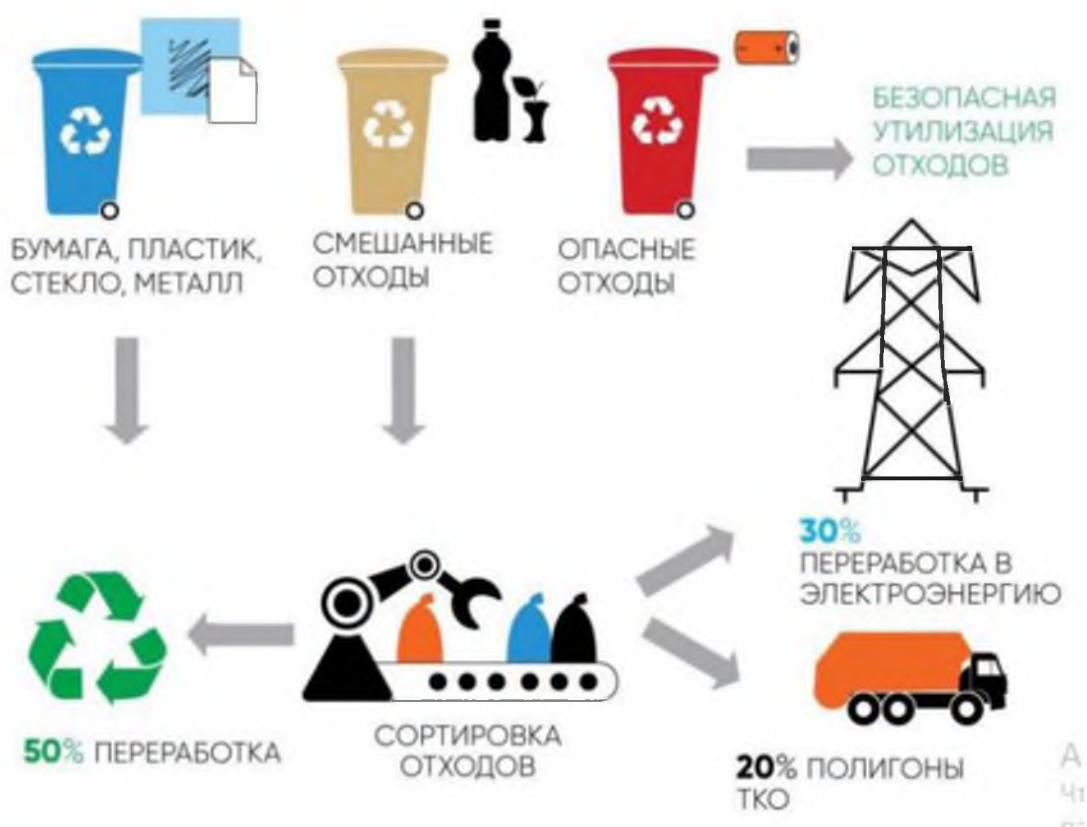 БЕЗОПАСНАЯ
УТИЛИЗАЦИЯ
ОТХОДОВ
БУМАГА, ПЛАСТИК,
СТЕКЛО, МЕТАЛЛ
СМЕШАННЫЕ
ОТХОДЫ
ОПАСНЫЕ
ОТХОДЫ
30%
ПЕРЕРАБОТКА В
ЭЛЕКТРОЭНЕРГИЮ
50% ПЕРЕРАБОТКА
СОРТИРОВКА
ОТХОДОВ
20% ПОЛИГОНЫ
ТКО